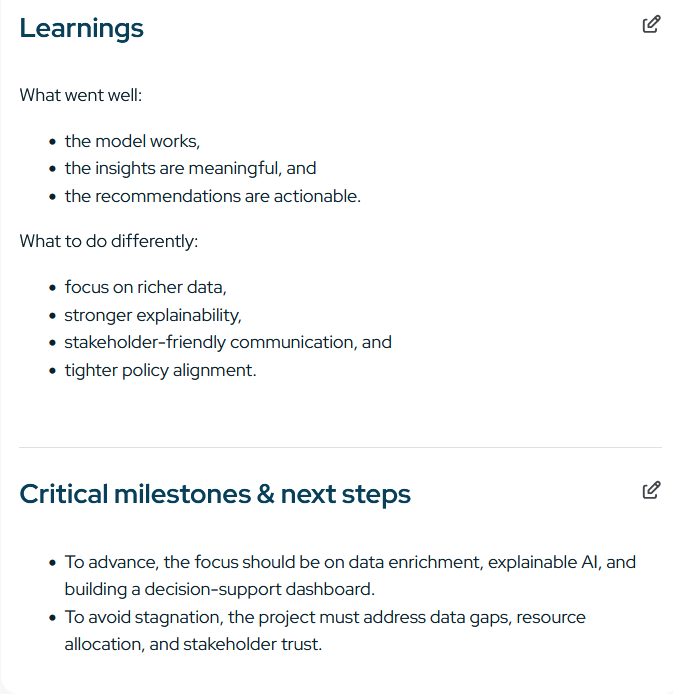 Learnings
What went well:
• the model works,
• the insights are meaningful, and
• the recommendations are actionable.
What to do differently:
• focus on richer data,
• stronger explainability,
• stakeholder-friendly communication, and
• tighter policy alignment.
Critical milestones & next steps
• To advance, the focus should be on data enrichment, explainable AI, and
building a decision-support dashboard.
• To avoid stagnation, the project must address data gaps, resource
allocation, and stakeholder trust.